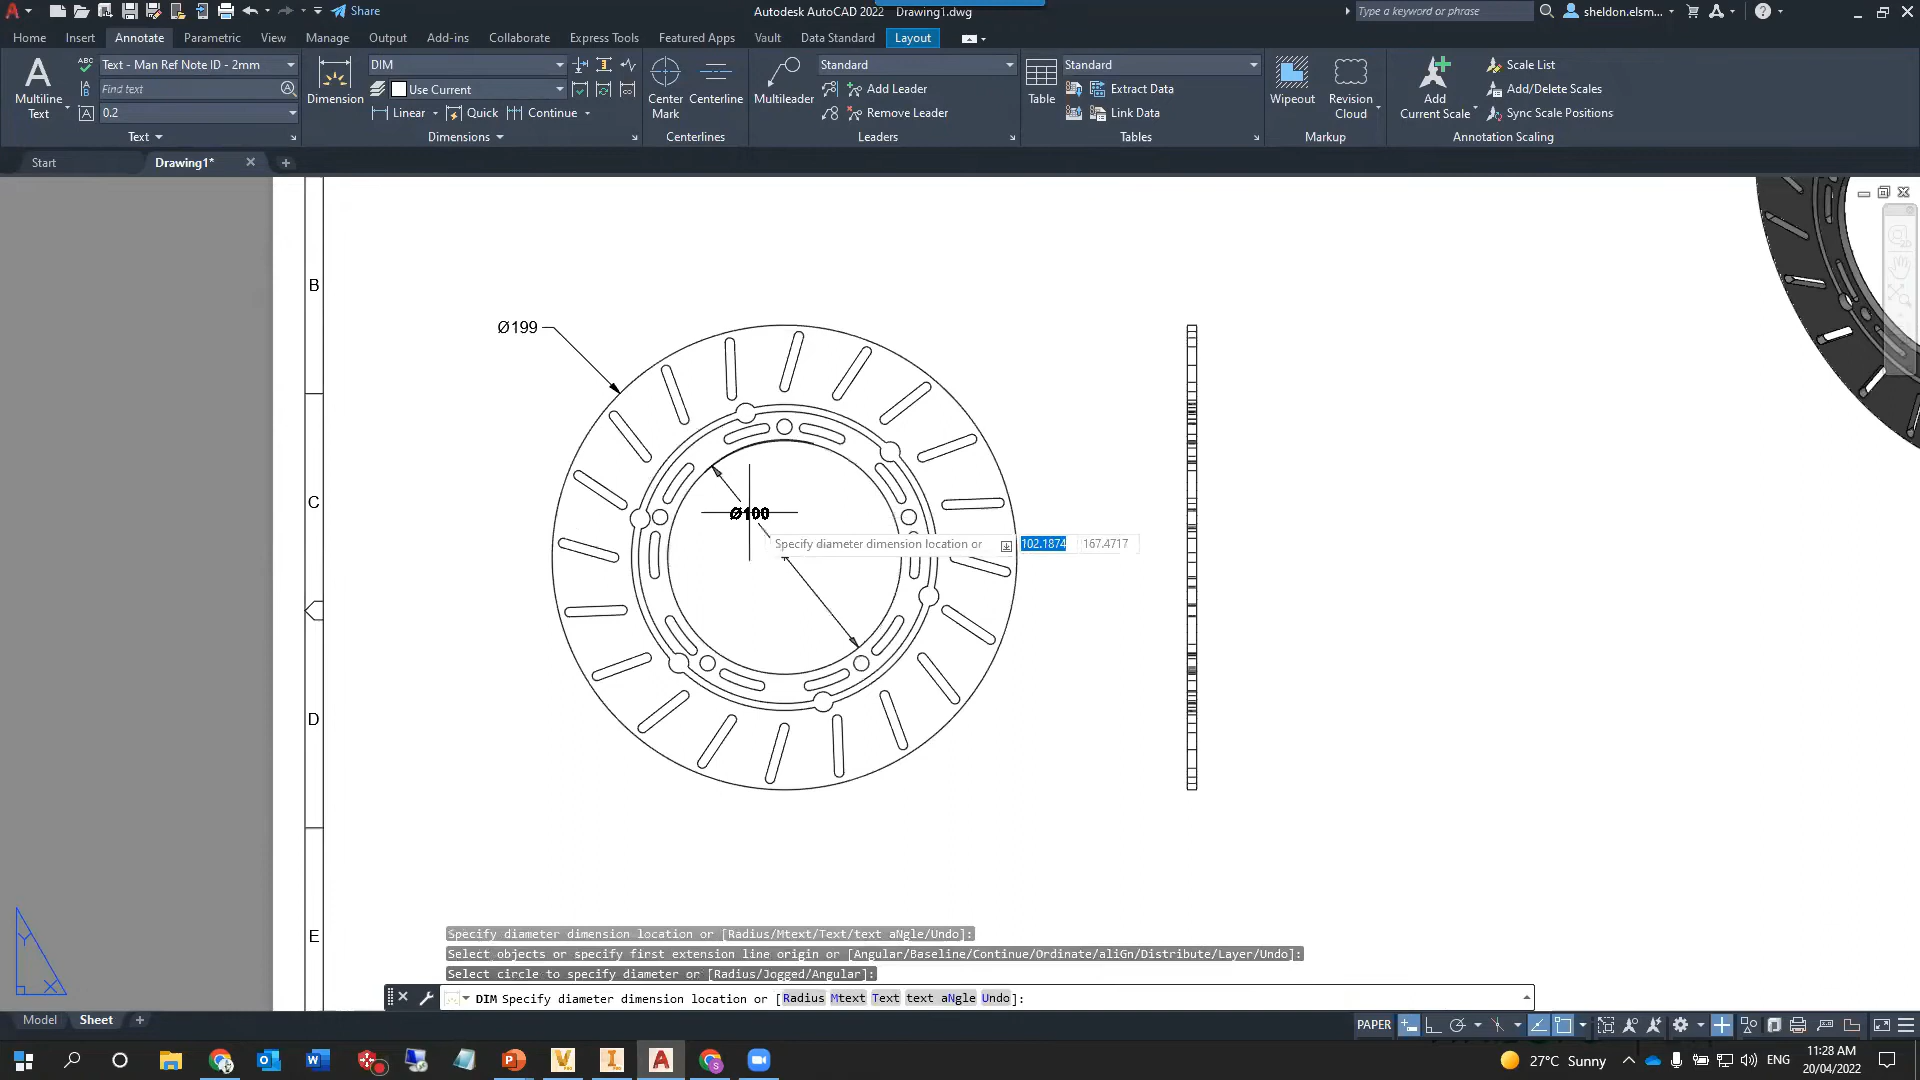 Share
Autodesk AutoCAD 2022 Drawing1.dwg
Type a keyword or phrase
sheldon.elsm...
Home Insert Annotate Parametric View Manage Output Add-ins Collaborate Express Tools Featured Apps Vault Data Standard Layout
Text - Man Ref Note ID - 2mm
Find text
0.2
Multiline Text
Text
Dimension
DIM
Use Current
Linear Quick Continue
Dimensions
Center Mark
Centerline
Centerlines
Multileader
Standard
Add Leader
Remove Leader
Leaders
Table
Standard
Extract Data
Link Data
Tables
Wipeout
Revision Cloud
Markup
Add Current Scale
Scale List
Add/Delete Scales
Sync Scale Positions
Annotation Scaling
Start
Drawing1*
B
Ø199
C
Ø100
Specify diameter dimension location or 102.1874 167.4717
D
E
Specify diameter dimension location or [Radius/Mtext/Text/text aNgle/Undo]:
Select objects or specify first extension line origin or [Angular/Baseline/Continue/Ordinate/aliGn/Distribute/Layer/Undo]:
Select circle to specify diameter or [Radius/Jogged/Angular]:
DIM Specify diameter dimension location or [Radius Mtext Text text aNgle Undo]:
Y
X
Model Sheet
PAPER
27°C Sunny
ENG
11:28 AM
20/04/2022